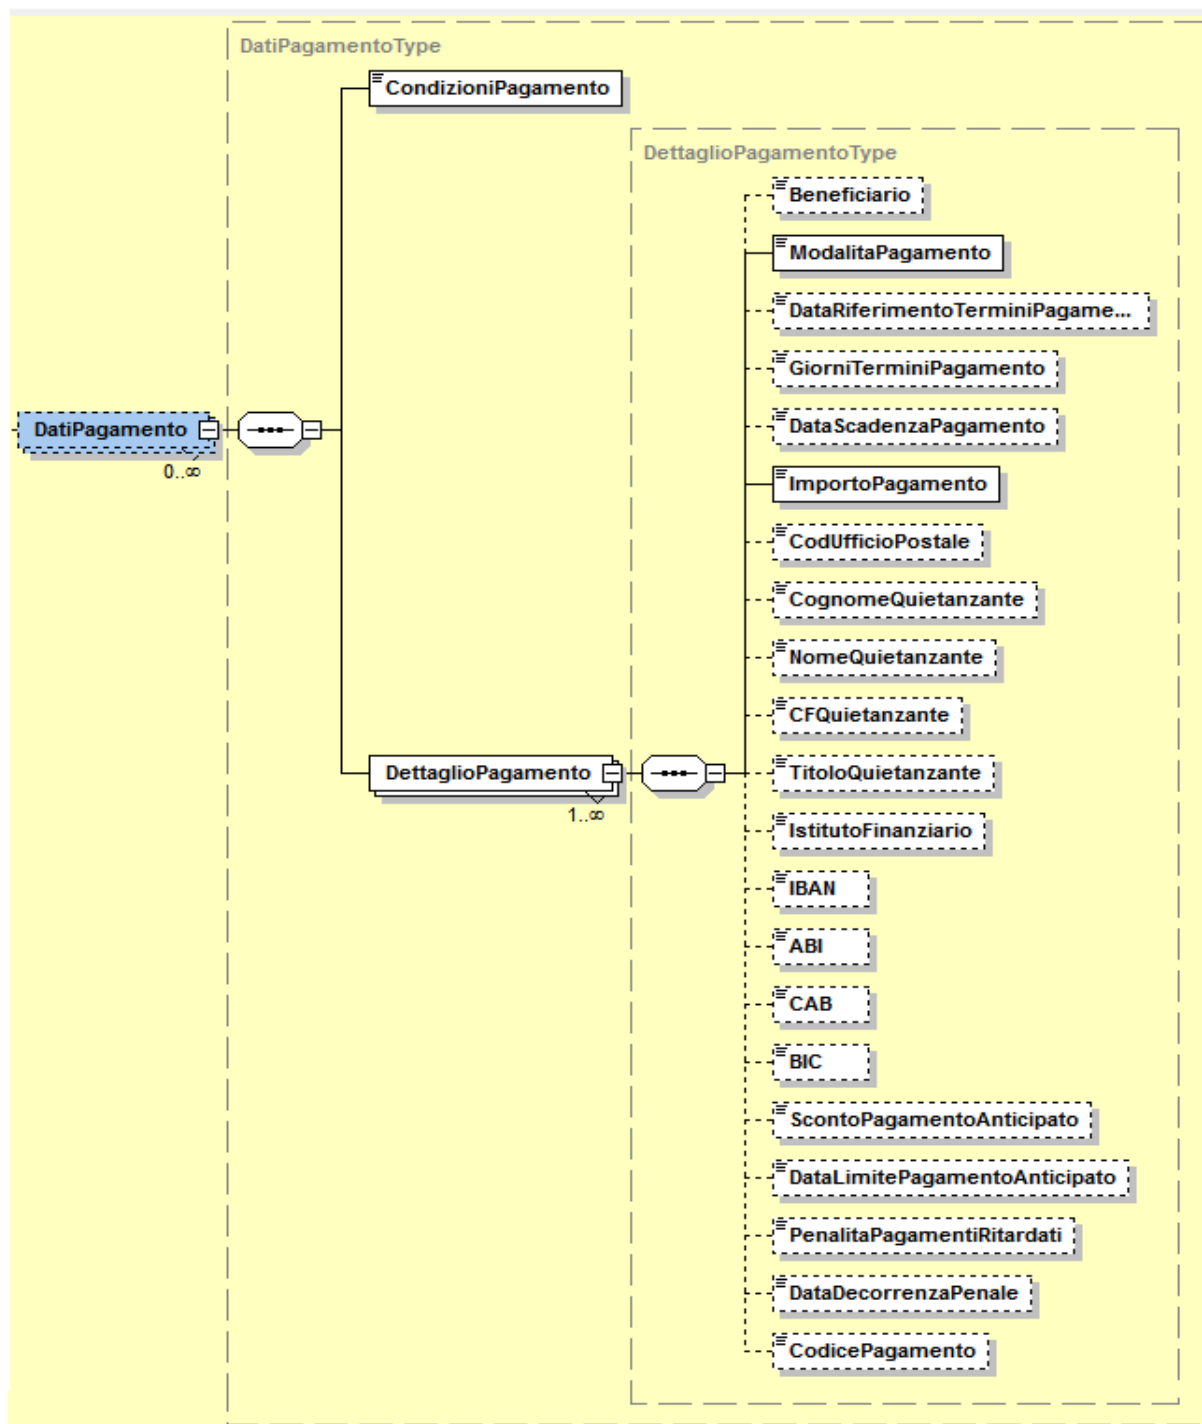 DatiPagamentoType
CondizioniPagamento
DettaglioPagamentoType
Beneficiario
ModalitaPagamento
DataRiferimentoTerminiPagame...
GiorniTerminiPagamento
DataScadenzaPagamento
DatiPagamento
0..∞
ImportoPagamento
CodUfficioPostale
CognomeQuietanzante
NomeQuietanzante
CFQuietanzante
DettaglioPagamento
1..∞
TitoloQuietanzante
IstitutoFinanziario
IBAN
ABI
CAB
BIC
ScontoPagamentoAnticipato
DataLimitePagamentoAnticipato
PenalitaPagamentiRitardati
DataDecorrenzaPenale
CodicePagamento